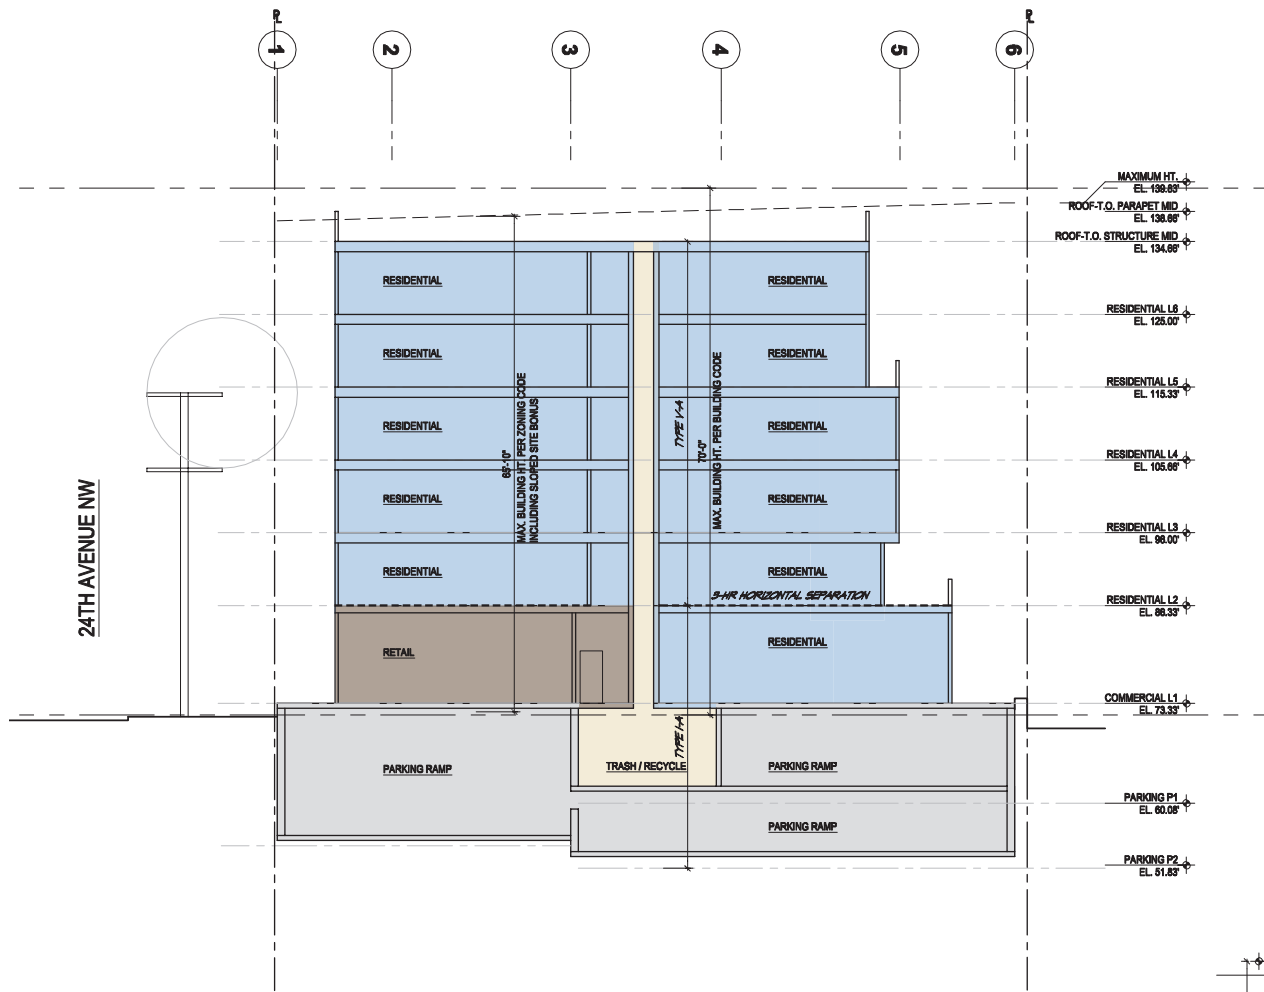 PL
PL
1
2
3
4
5
6
MAXIMUM HT.
EL. 139.83'
ROOF-T.O. PARAPET MID
EL. 138.66'
ROOF-T.O. STRUCTURE MID
EL. 134.66'
RESIDENTIAL
RESIDENTIAL
RESIDENTIAL L6
EL. 125.00'
RESIDENTIAL
RESIDENTIAL
RESIDENTIAL L5
EL. 115.33'
RESIDENTIAL
RESIDENTIAL
RESIDENTIAL L4
EL. 105.66'
RESIDENTIAL
RESIDENTIAL
RESIDENTIAL L3
EL. 96.00'
RESIDENTIAL
RESIDENTIAL
65'-10"
MAX. BUILDING HT. PER ZONING CODE
INCLUDING SLOPED SITE BONUS
TYPE V-A
70'-0"
MAX. BUILDING HT. PER BUILDING CODE
3-HR HORIZONTAL SEPARATION
RESIDENTIAL L2
EL. 86.33'
24TH AVENUE NW
RETAIL
RESIDENTIAL
COMMERCIAL L1
EL. 73.33'
TYPE I-A
PARKING RAMP
TRASH / RECYCLE
PARKING RAMP
PARKING P1
EL. 60.08'
PARKING RAMP
PARKING P2
EL. 51.83'